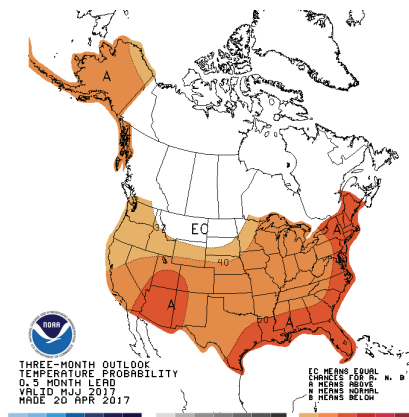 A
EC
33
40
A
A
50
A
NOAA
THREE-MONTH OUTLOOK
TEMPERATURE PROBABILITY
0.5 MONTH LEAD
VALID MJJ 2017
MADE 20 APR 2017
EC MEANS EQUAL
CHANCES FOR A, N, B
A MEANS ABOVE
N MEANS NORMAL
B MEANS BELOW